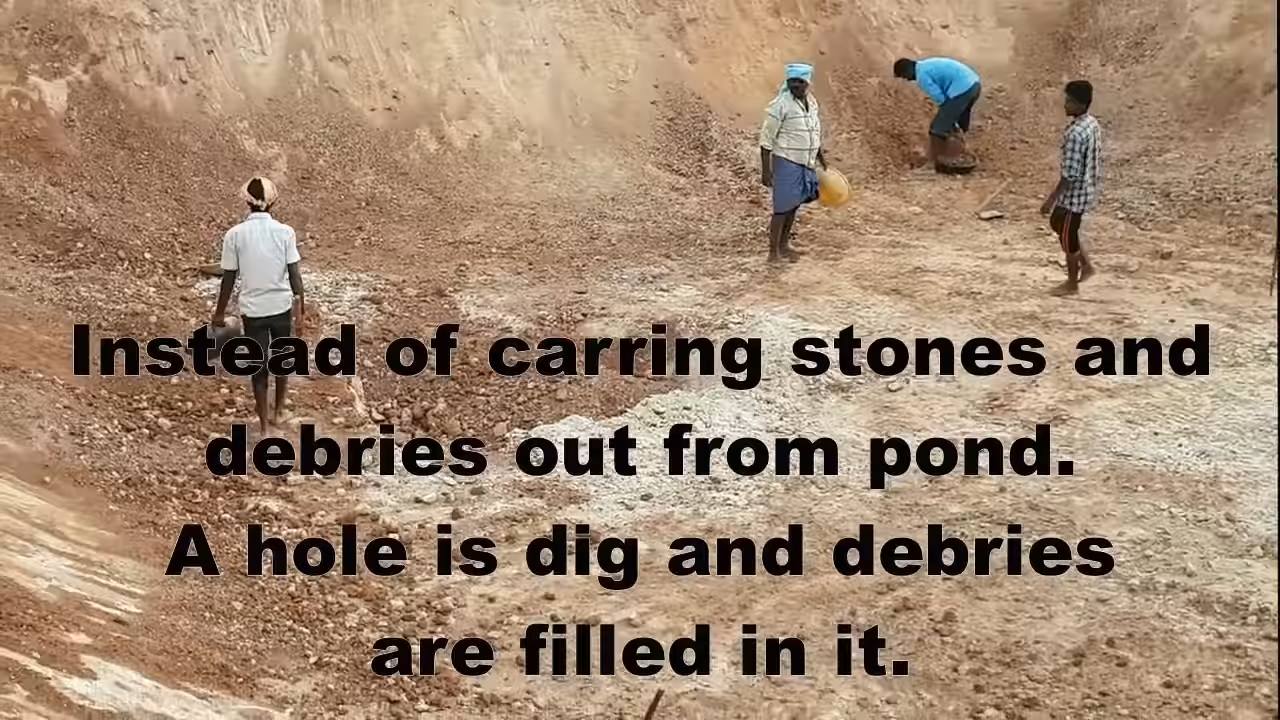 Instead of carring stones and
debries out from pond.
A hole is dig and debries
are filled in it.